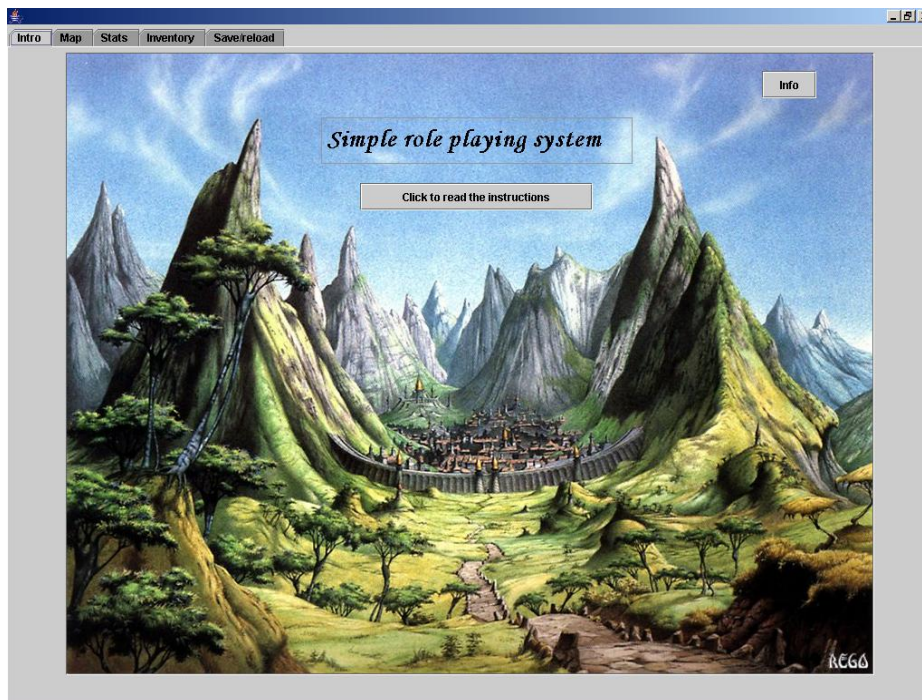 Intro Map Stats Inventory Save/reload
Info
Simple role playing system
Click to read the instructions
REGO